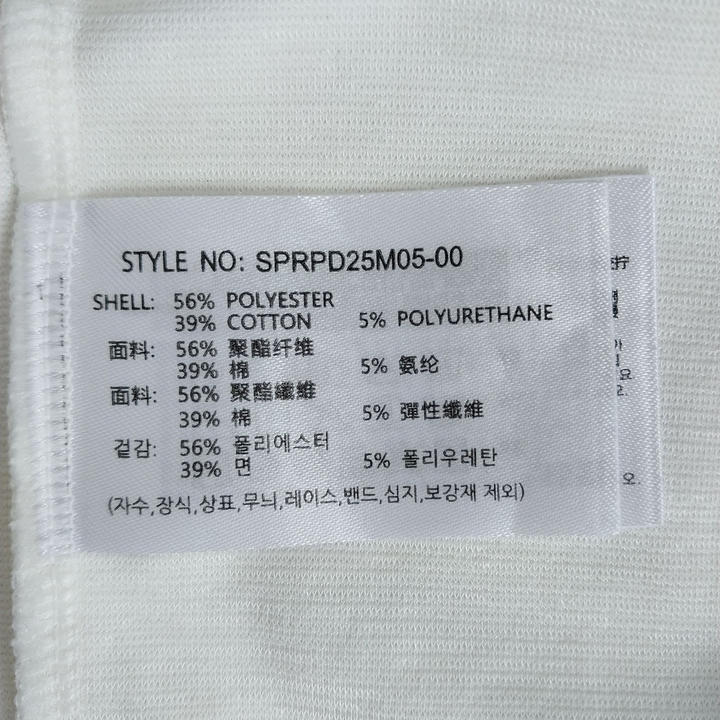 STYLE NO: SPRPD25M05-00
SHELL: 56% POLYESTER
39% COTTON 5% POLYURETHANE
面料: 56% 聚酯纤维
39% 棉 5% 氨纶
面料: 56% 聚酯纖維
39% 棉 5% 彈性纖維
겉감: 56% 폴리에스터
39% 면 5% 폴리우레탄
(자수,장식,상표,무늬,레이스,밴드,심지,보강재 제외)